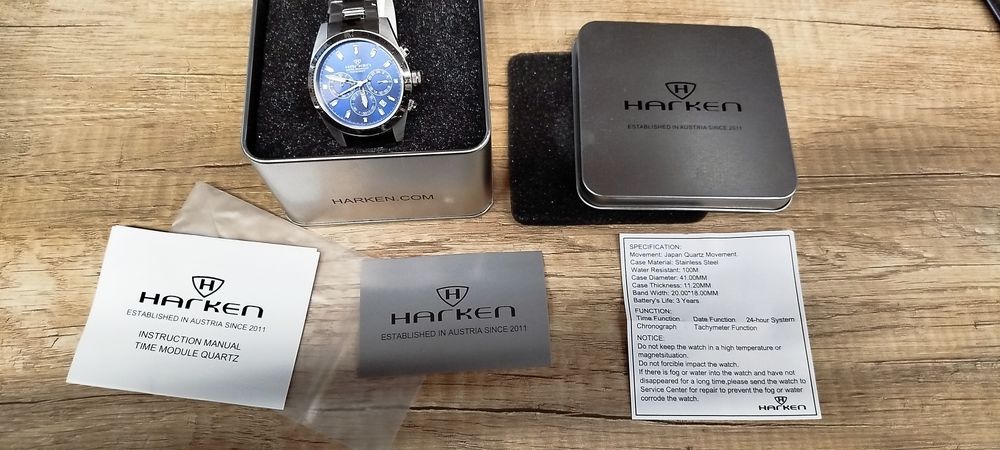 HARKEN
HARKEN.COM
HARKEN
ESTABLISHED IN AUSTRIA SINCE 2011
HARKEN
ESTABLISHED IN AUSTRIA SINCE 2011
INSTRUCTION MANUAL
TIME MODULE QUARTZ
HARKEN
ESTABLISHED IN AUSTRIA SINCE 2011
SPECIFICATION:
Movement: Japan Quartz Movement
Case Material: Stainless Steel
Water Resistant: 100M
Case Diameter: 41.00MM
Case Thickness: 11.20MM
Band Width: 20.00*18.00MM
Battery's Life: 3 Years
FUNCTION:
Time Function Date Function 24-hour System
Chronograph Tachymeter Function
NOTICE:
Do not keep the watch in a high temperature or
magnetsituation.
Do not forcible impact the watch.
If there is fog or water into the watch and have not
disappeared for a long time,please send the watch to
Service Center for repair to prevent the fog or water
corrode the watch.
HARKEN